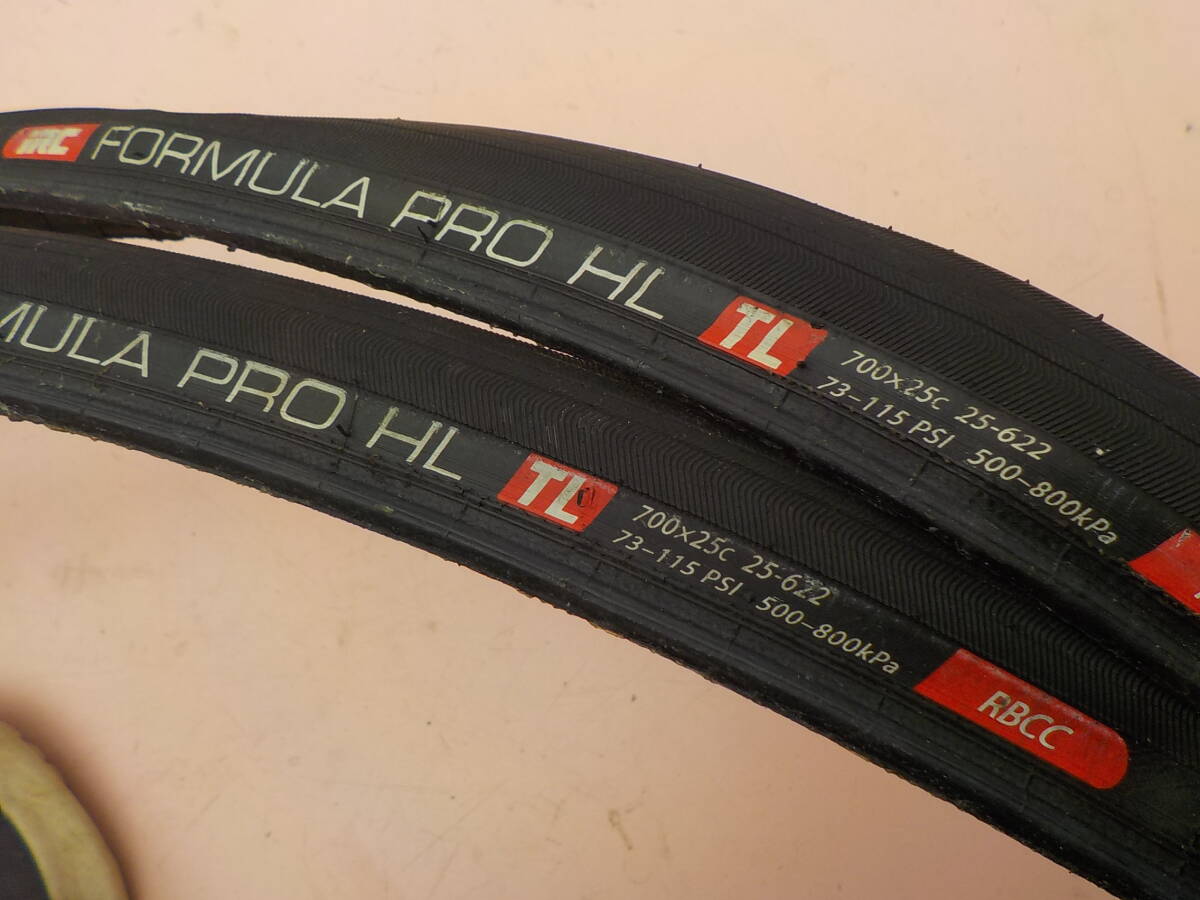 IRC FORMULA PRO HL TL
700x25C 25-622
73-115 PSI 500-800kPa
MULA PRO HL TL
700x25C 25-622
73-115 PSI 500-800kPa
RBCC